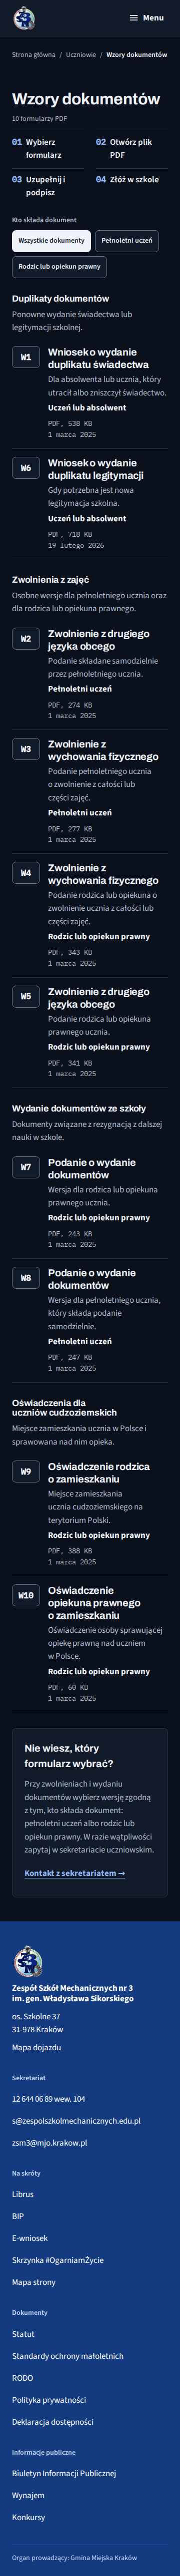 Menu
Strona główna / Uczniowie / Wzory dokumentów
Wzory dokumentów
10 formularzy PDF
01 Wybierz
formularz
02 Otwórz plik
PDF
03 Uzupełnij i
podpisz
04 Złóż w szkole
Kto składa dokument
Wszystkie dokumenty
Pełnoletni uczeń
Rodzic lub opiekun prawny
Duplikaty dokumentów
Ponowne wydanie świadectwa lub
legitymacji szkolnej.
W1
Wniosek o wydanie
duplikatu świadectwa
Dla absolwenta lub ucznia, który
utracił albo zniszczył świadectwo.
Uczeń lub absolwent
PDF, 538 KB
1 marca 2025
W6
Wniosek o wydanie
duplikatu legitymacji
Gdy potrzebna jest nowa
legitymacja szkolna.
Uczeń lub absolwent
PDF, 718 KB
19 lutego 2026
Zwolnienia z zajęć
Osobne wersje dla pełnoletniego ucznia oraz
dla rodzica lub opiekuna prawnego.
W2
Zwolnienie z drugiego
języka obcego
Podanie składane samodzielnie
przez pełnoletniego ucznia.
Pełnoletni uczeń
PDF, 274 KB
1 marca 2025
W3
Zwolnienie z
wychowania fizycznego
Podanie pełnoletniego ucznia
o zwolnienie z całości lub
części zajęć.
Pełnoletni uczeń
PDF, 277 KB
1 marca 2025
W4
Zwolnienie z
wychowania fizycznego
Podanie rodzica lub opiekuna o
zwolnienie ucznia z całości lub
części zajęć.
Rodzic lub opiekun prawny
PDF, 343 KB
1 marca 2025
W5
Zwolnienie z drugiego
języka obcego
Podanie rodzica lub opiekuna
prawnego ucznia.
Rodzic lub opiekun prawny
PDF, 341 KB
1 marca 2025
Wydanie dokumentów ze szkoły
Dokumenty związane z rezygnacją z dalszej
nauki w szkole.
W7
Podanie o wydanie
dokumentów
Wersja dla rodzica lub opiekuna
prawnego ucznia.
Rodzic lub opiekun prawny
PDF, 243 KB
1 marca 2025
W8
Podanie o wydanie
dokumentów
Wersja dla pełnoletniego ucznia,
który składa podanie
samodzielnie.
Pełnoletni uczeń
PDF, 247 KB
1 marca 2025
Oświadczenia dla
uczniów cudzoziemskich
Miejsce zamieszkania ucznia w Polsce i
sprawowana nad nim opieka.
W9
Oświadczenie rodzica
o zamieszkaniu
Miejsce zamieszkania
ucznia cudzoziemskiego na
terytorium Polski.
Rodzic lub opiekun prawny
PDF, 388 KB
1 marca 2025
W10
Oświadczenie
opiekuna prawnego
o zamieszkaniu
Oświadczenie osoby sprawującej
opiekę prawną nad uczniem
w Polsce.
Rodzic lub opiekun prawny
PDF, 60 KB
1 marca 2025
Nie wiesz, który
formularz wybrać?
Przy zwolnieniach i wydaniu
dokumentów wybierz wersję zgodną
z tym, kto składa dokument:
pełnoletni uczeń albo rodzic lub
opiekun prawny. W razie wątpliwości
zapytaj w sekretariacie uczniowskim.
Kontakt z sekretariatem →
Zespół Szkół Mechanicznych nr 3
im. gen. Władysława Sikorskiego
os. Szkolne 37
31-978 Kraków
Mapa dojazdu
Sekretariat
12 644 06 89 wew. 104
s@zespolszkolmechanicznych.edu.pl
zsm3@mjo.krakow.pl
Na skróty
Librus
BIP
E-wniosek
Skrzynka #OgarniamŻycie
Mapa strony
Dokumenty
Statut
Standardy ochrony małoletnich
RODO
Polityka prywatności
Deklaracja dostępności
Informacje publiczne
Biuletyn Informacji Publicznej
Wynajem
Konkursy
Organ prowadzący: Gmina Miejska Kraków